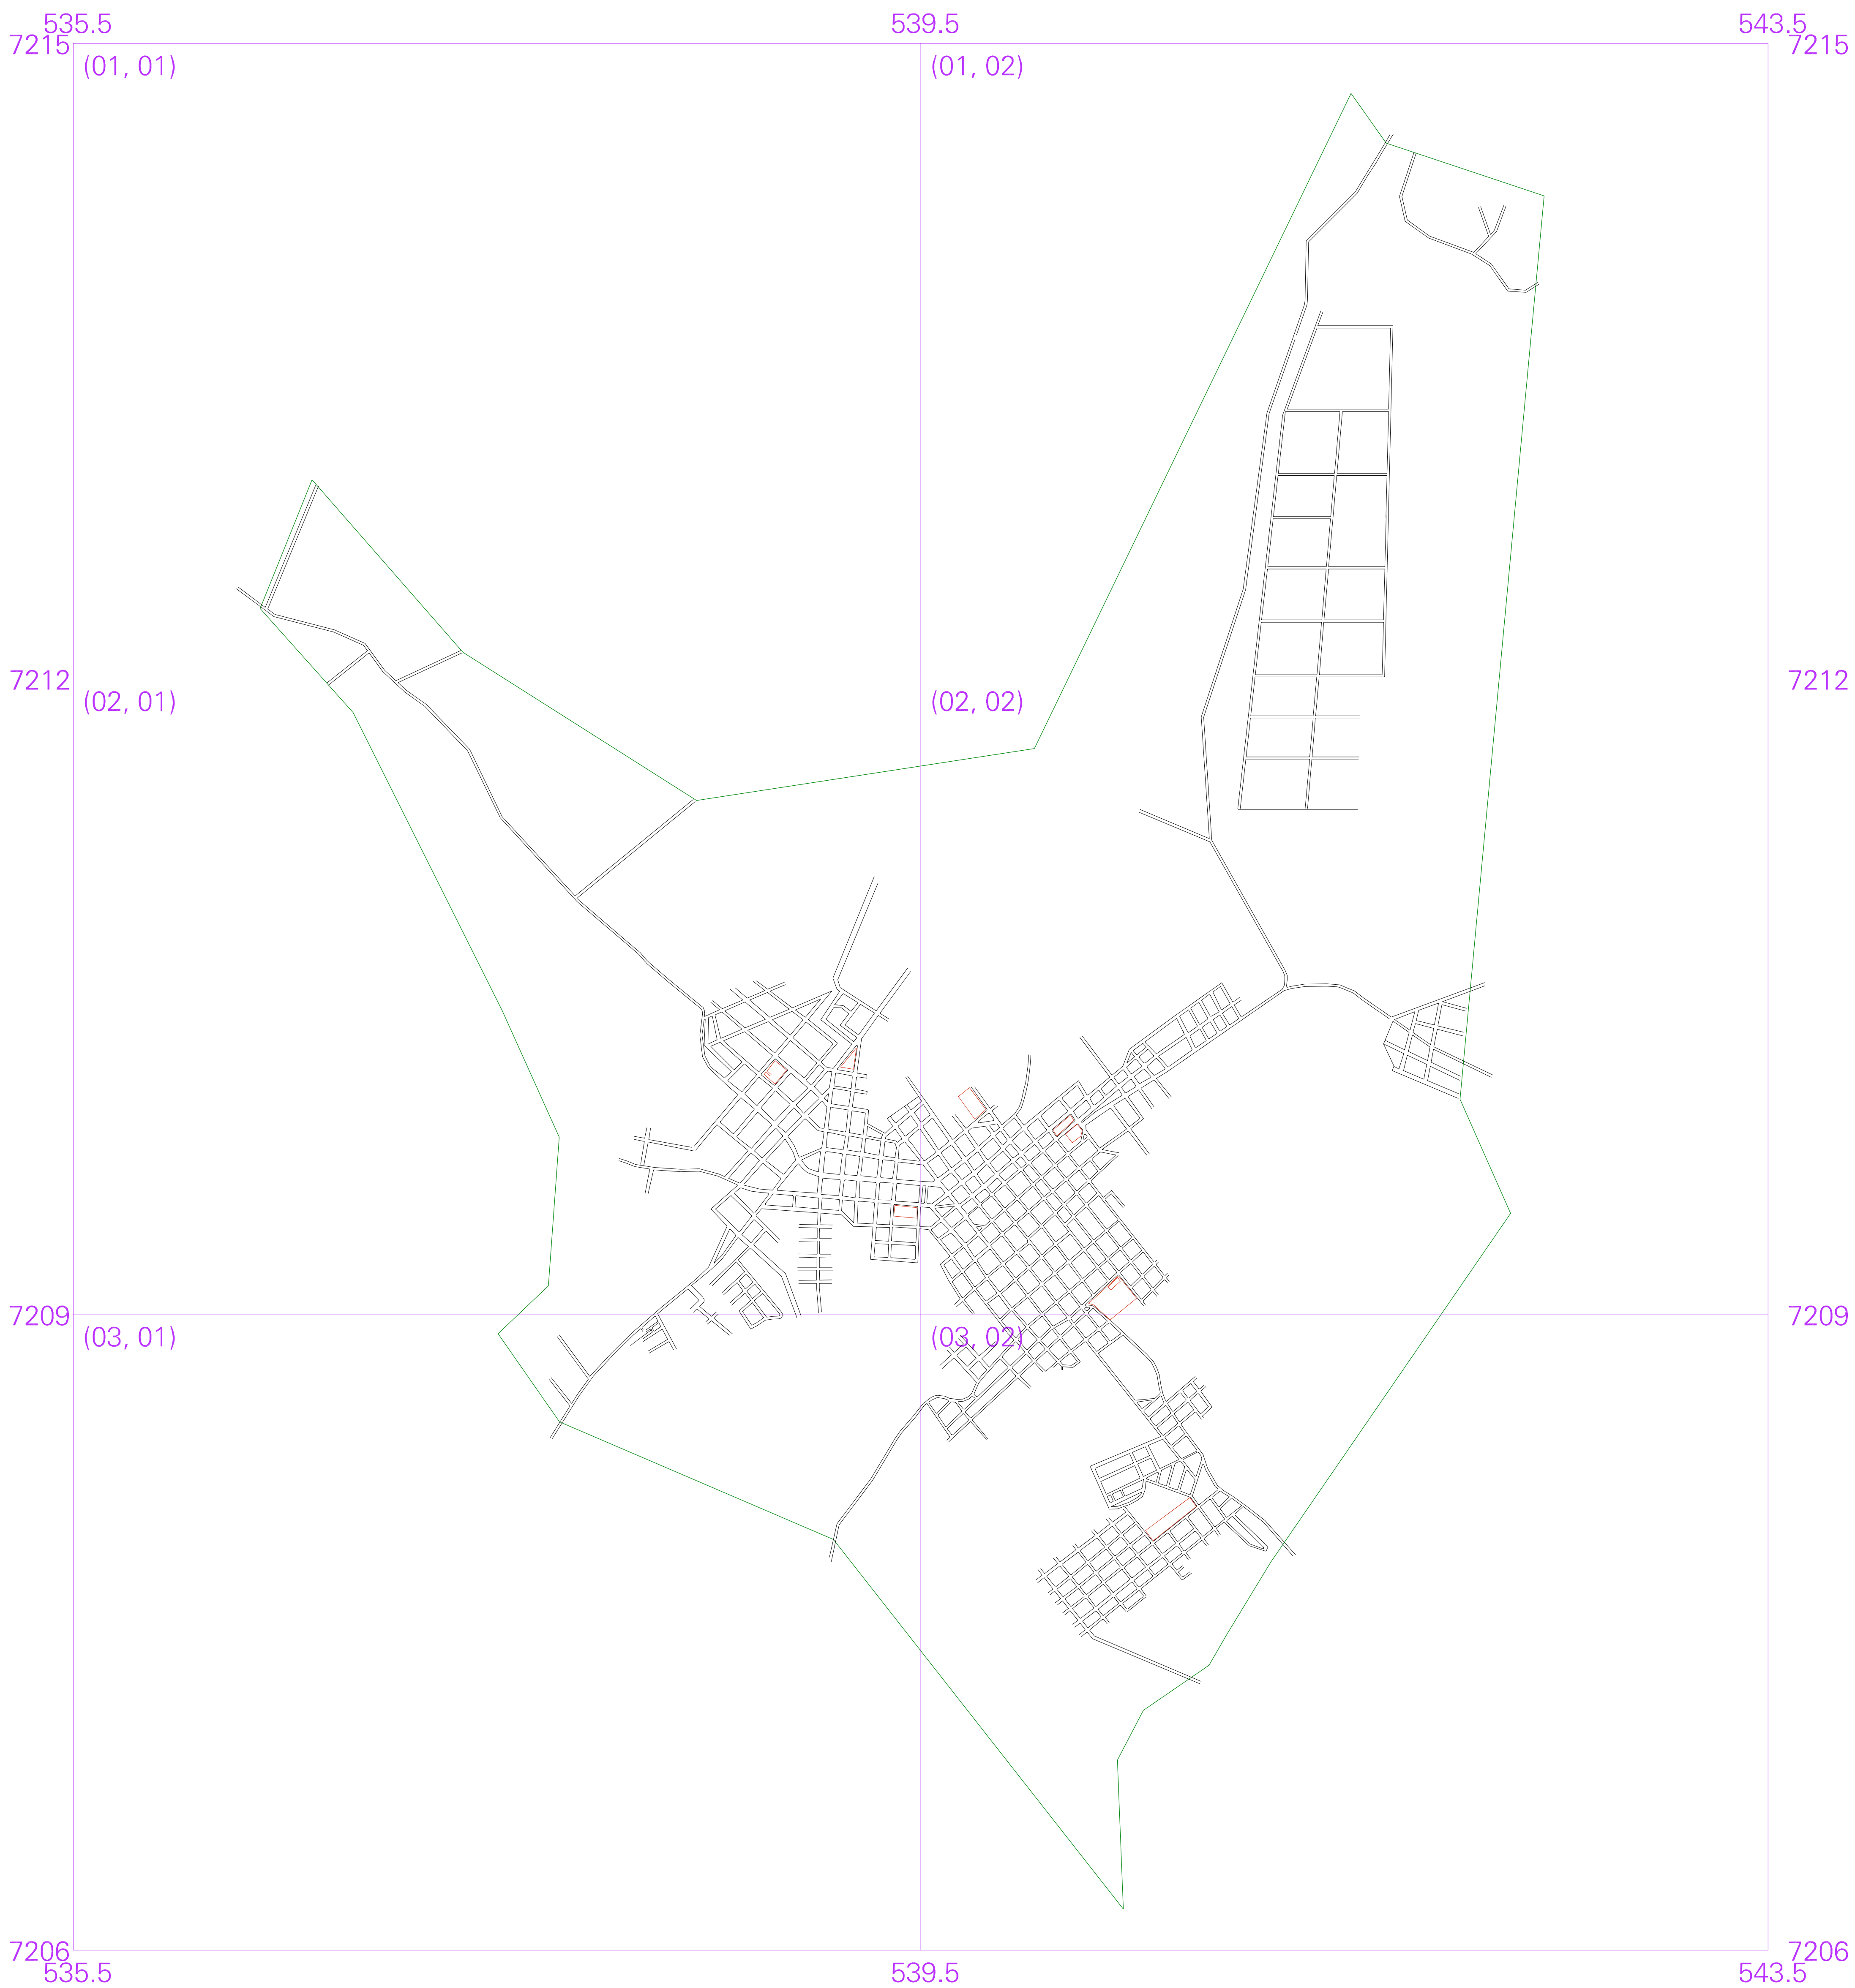 535.5 539.5 543.5
7215 7215
(01, 01) (01, 02)
7212 7212
(02, 01) (02, 02)
7209 7209
(03, 01) (03, 02)
7206 7206
535.5 539.5 543.5